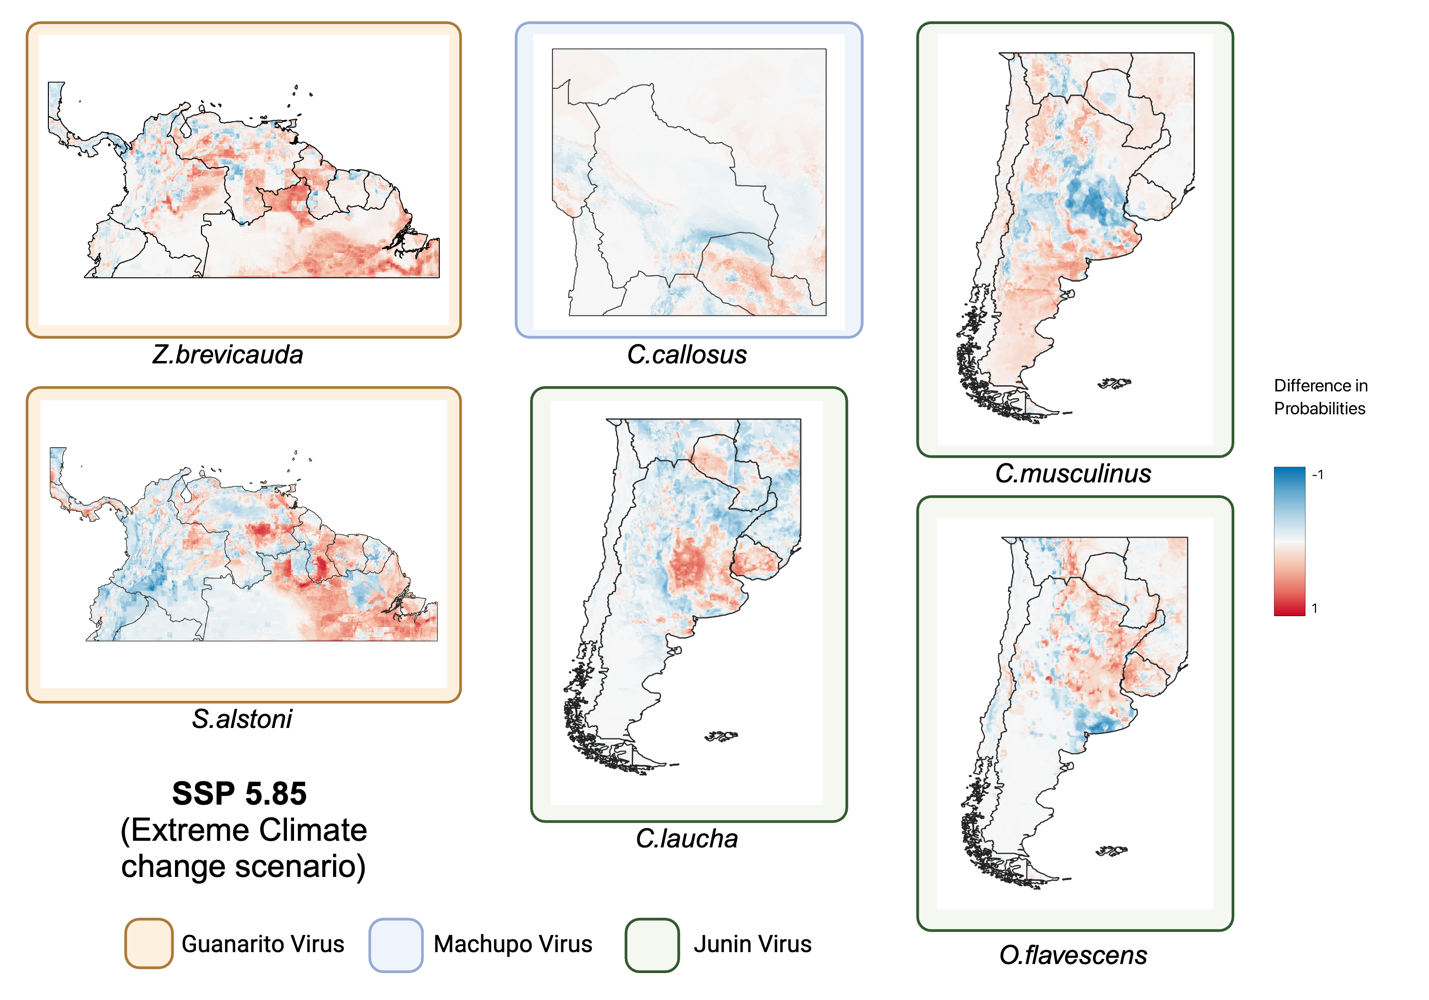 Z.brevicauda
C.callosus
C.musculinus
Difference in
Probabilities
-1
1
S.alstoni
C.laucha
O.flavescens
SSP 5.85
(Extreme Climate
change scenario)
Guanarito Virus
Machupo Virus
Junin Virus